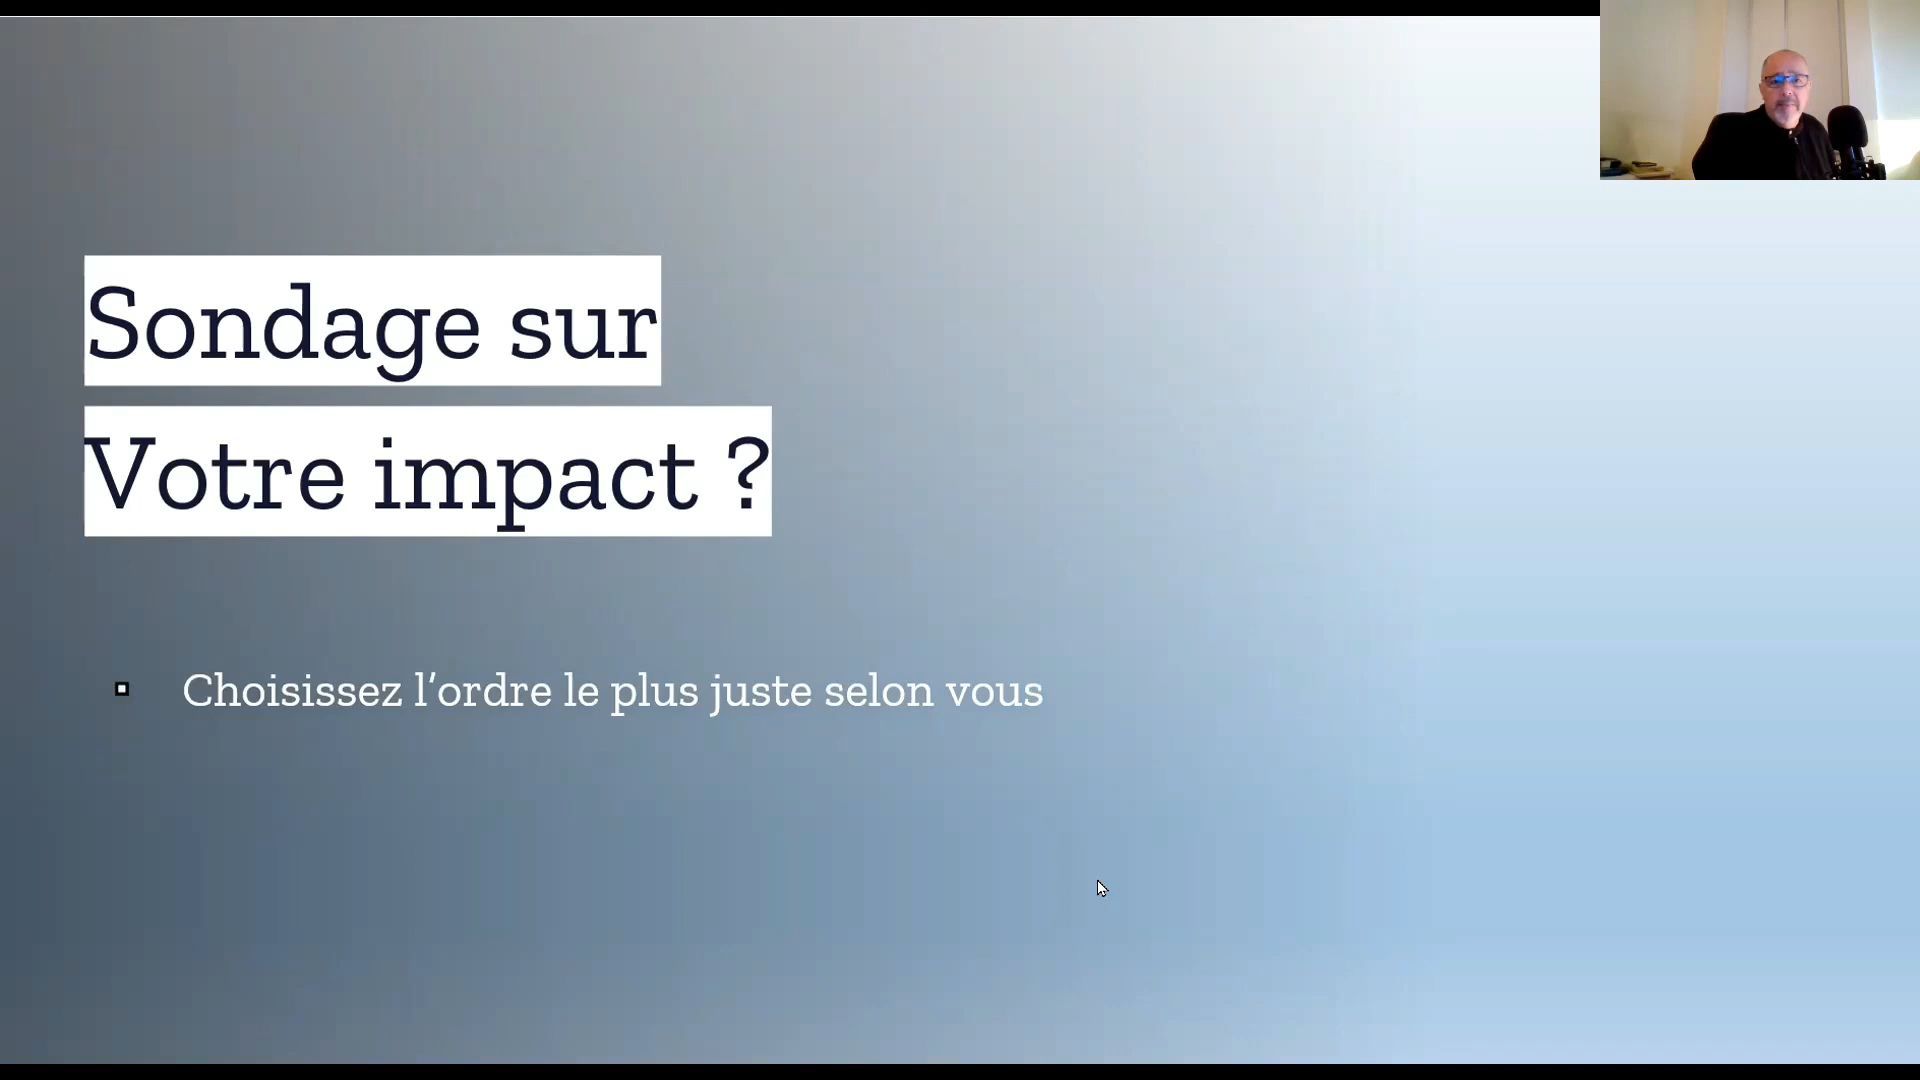 Sondage sur
Votre impact ?
Choisissez l’ordre le plus juste selon vous